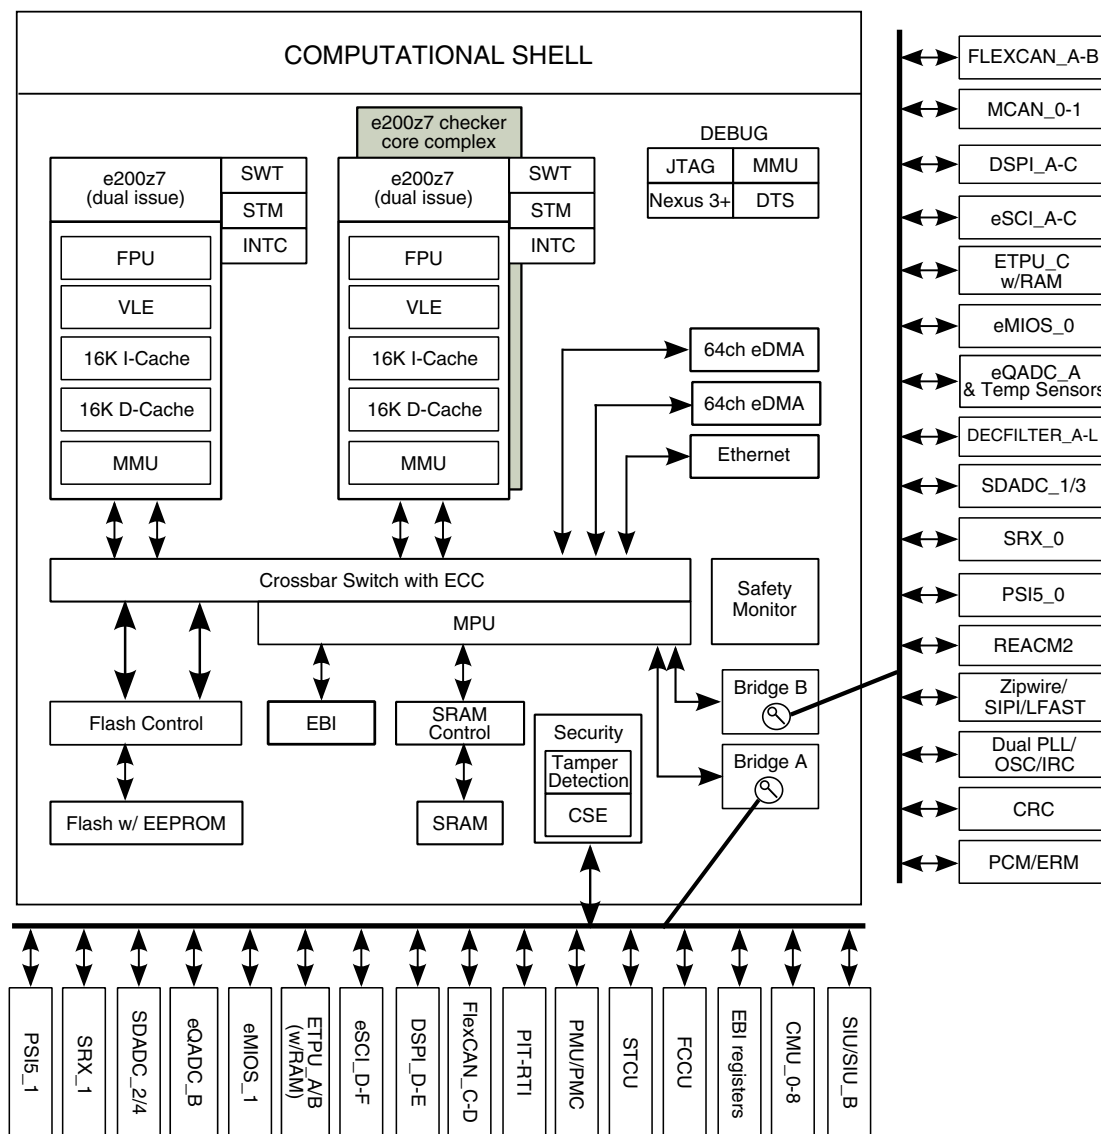 COMPUTATIONAL SHELL
e200z7 checker
core complex
e200z7
(dual issue)
SWT
STM
INTC
FPU
VLE
16K I-Cache
16K D-Cache
MMU
e200z7
(dual issue)
SWT
STM
INTC
FPU
VLE
16K I-Cache
16K D-Cache
MMU
DEBUG
JTAG
MMU
Nexus 3+
DTS
64ch eDMA
64ch eDMA
Ethernet
Crossbar Switch with ECC
MPU
Safety
Monitor
Flash Control
EBI
SRAM
Control
Security
Tamper
Detection
CSE
Bridge B
Bridge A
Flash w/ EEPROM
SRAM
FLEXCAN_A-B
MCAN_0-1
DSPI_A-C
eSCI_A-C
ETPU_C
w/RAM
eMIOS_0
eQADC_A
& Temp Sensors
DECFILTER_A-L
SDADC_1/3
SRX_0
PSI5_0
REACM2
Zipwire/
SIPI/LFAST
Dual PLL/
OSC/IRC
CRC
PCM/ERM
PSI5_1
SRX_1
SDADC_2/4
eQADC_B
eMIOS_1
ETPU_A/B
(w/RAM)
eSCI_D-F
DSPI_D-E
FlexCAN_C-D
PIT-RTI
PMU/PMC
STCU
FCCU
EBI registers
CMU_0-8
SIU/SIU_B